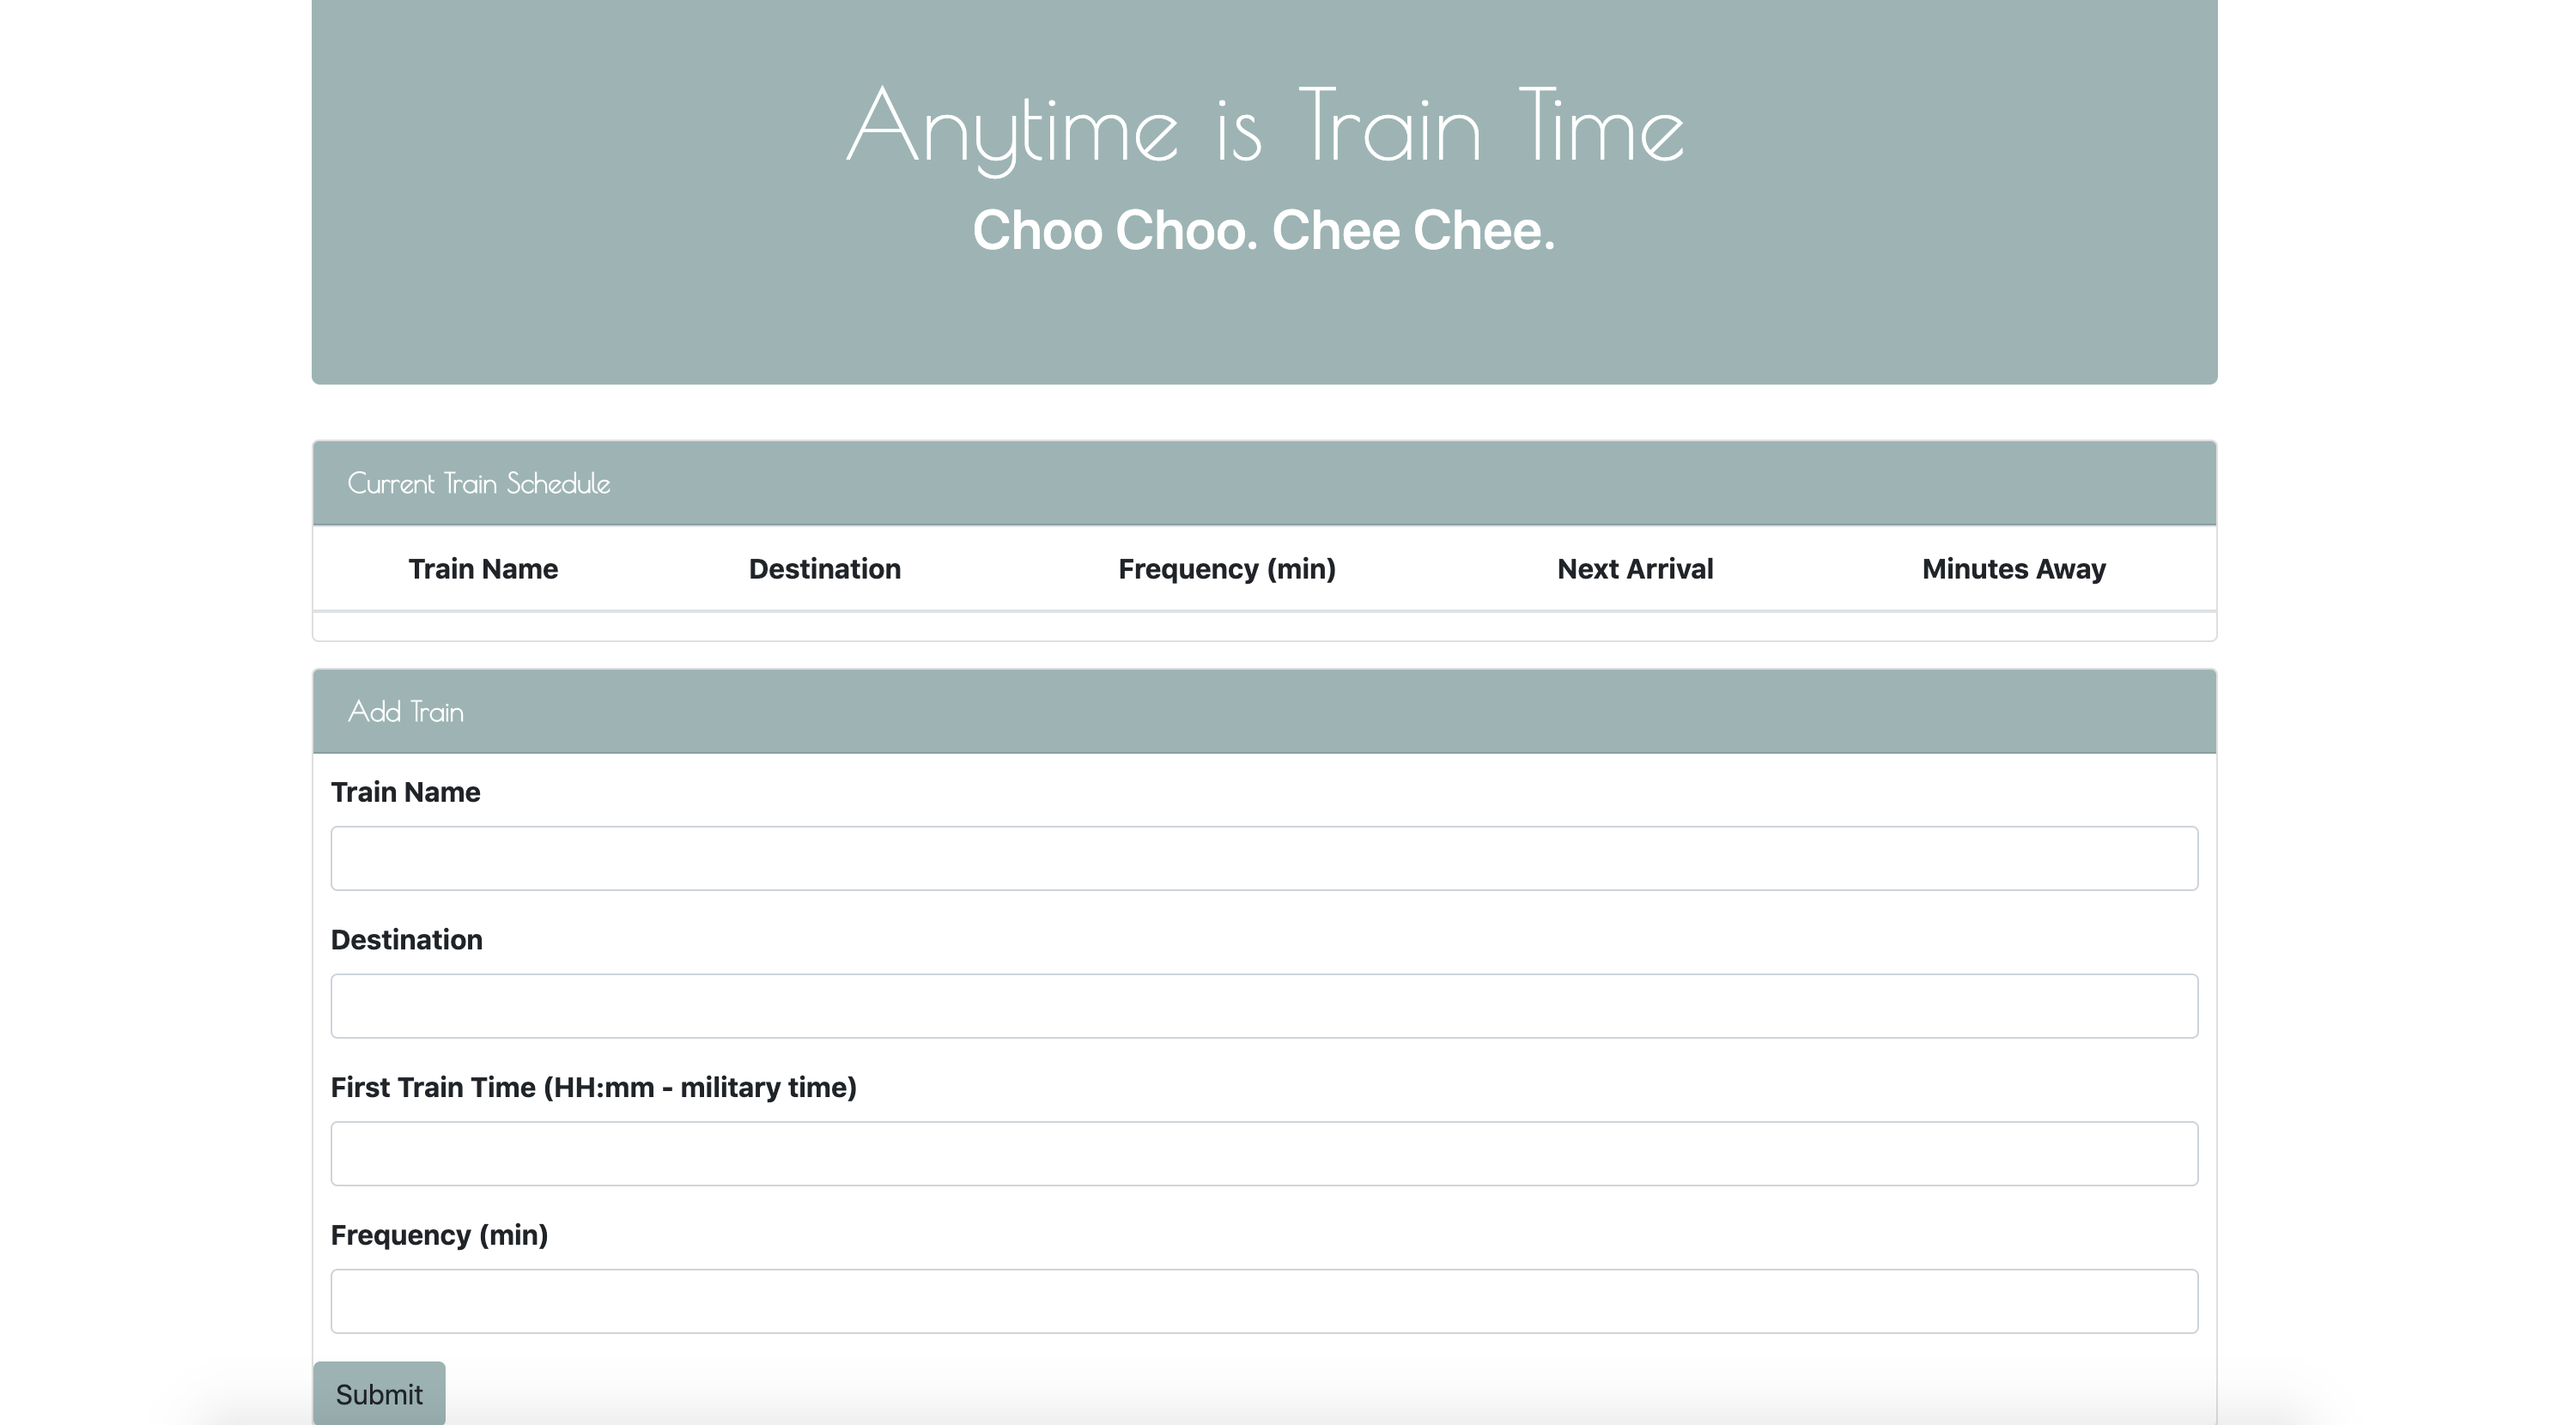 Anytime is Train Time
Choo Choo. Chee Chee.
Current Train Schedule
Train Name Destination Frequency (min) Next Arrival Minutes Away
Add Train
Train Name
Destination
First Train Time (HH:mm - military time)
Frequency (min)
Submit